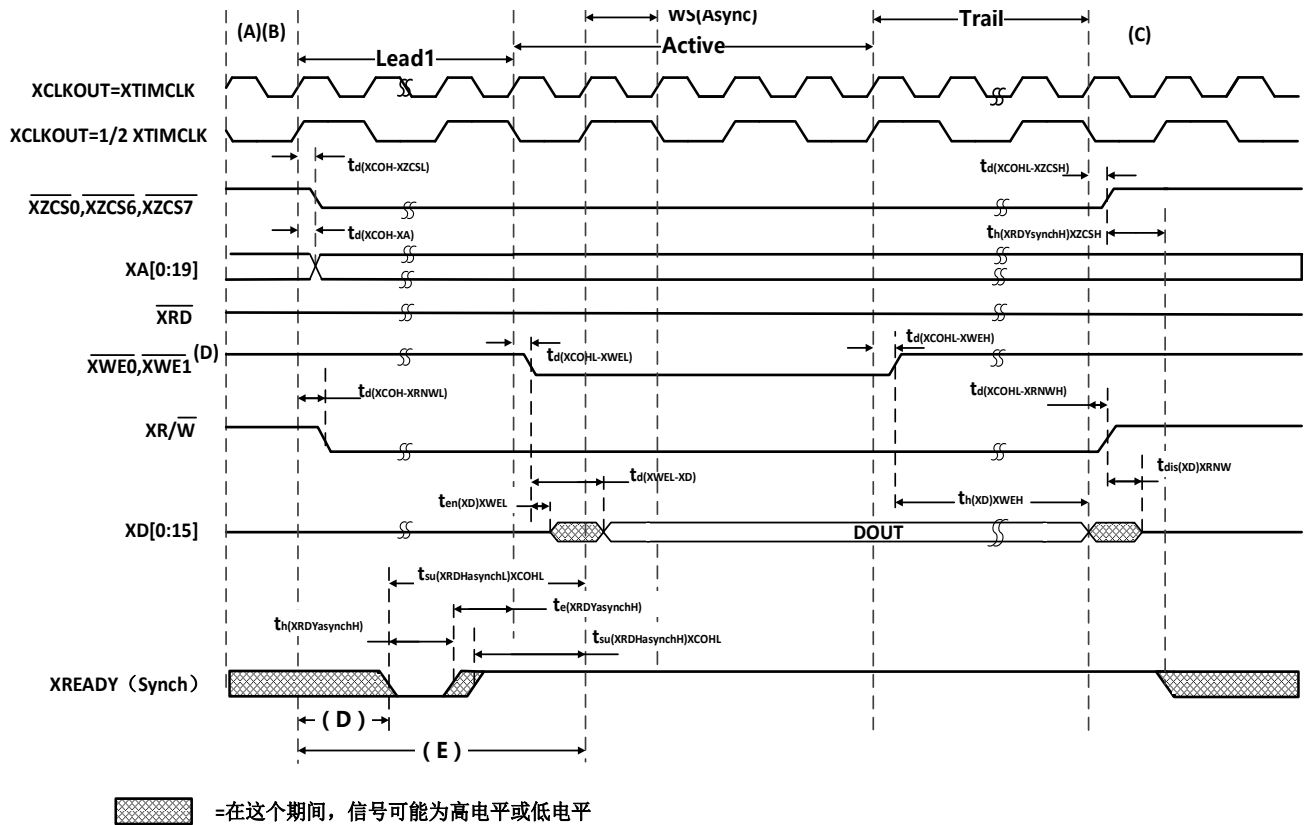 WS(Async)
Trail
(A)(B)
(C)
Lead1
Active
XCLKOUT=XTIMCLK
XCLKOUT=1/2 XTIMCLK
td(XCOH-XZCSL)
td(XCOHL-XZCSH)
XZCS0,XZCS6,XZCS7
td(XCOH-XA)
th(XRDYsynchH)XZCSH
XA[0:19]
XRD
td(XCOHL-XWEL)
td(XCOHL-XWEH)
XWE0,XWE1(D)
td(XCOH-XRNWL)
td(XCOHL-XRNWH)
XR/W
td(XWEL-XD)
tdis(XD)XRNW
ten(XD)XWEL
th(XD)XWEH
XD[0:15]
DOUT
tsu(XRDHasynchL)XCOHL
te(XRDYasynchH)
th(XRDYasynchH)
tsu(XRDHasynchH)XCOHL
XREADY（Synch）
( D )
( E )
=在这个期间，信号可能为高电平或低电平